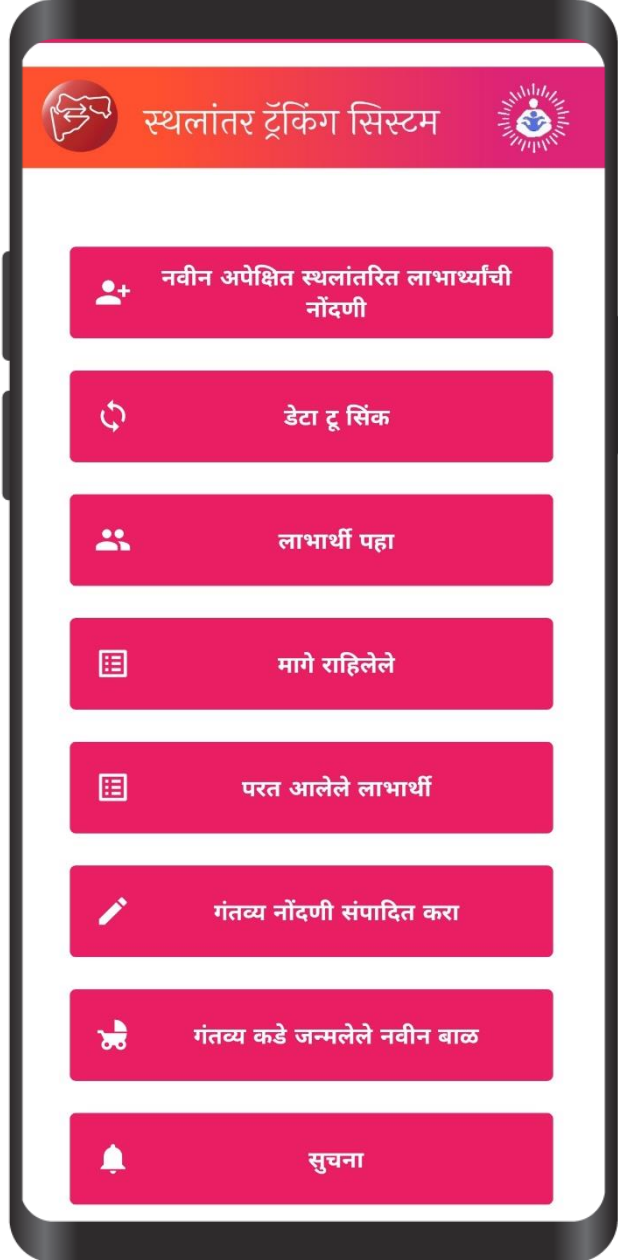 स्थलांतर ट्रॅकिंग सिस्टम
नवीन अपेक्षित स्थलांतरित लाभार्थ्यांची
नोंदणी
डेटा टू सिंक
लाभार्थी पहा
मागे राहिलेले
परत आलेले लाभार्थी
गंतव्य नोंदणी संपादित करा
गंतव्य कडे जन्मलेले नवीन बाळ
सुचना